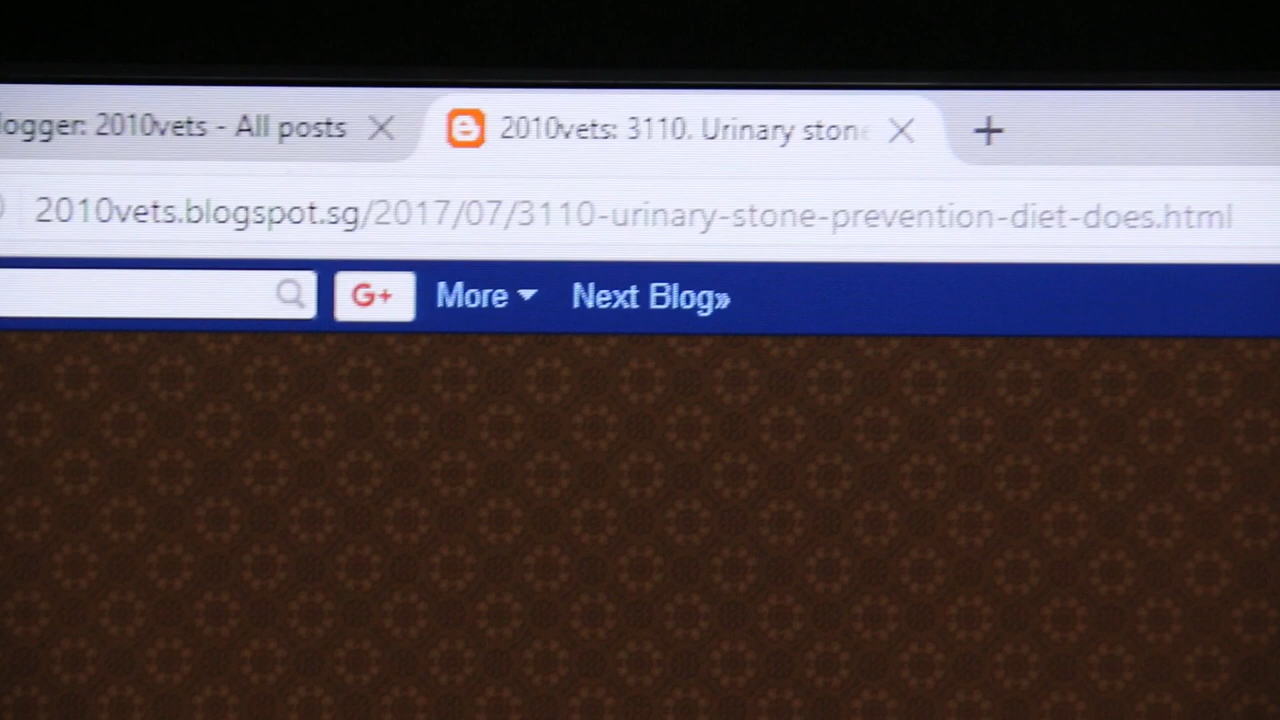 logger: 2010vets - All posts
2010vets: 3110. Urinary ston
2010vets.blogspot.sg/2017/07/3110-urinary-stone-prevention-diet-does.html
G+ More Next Blog»